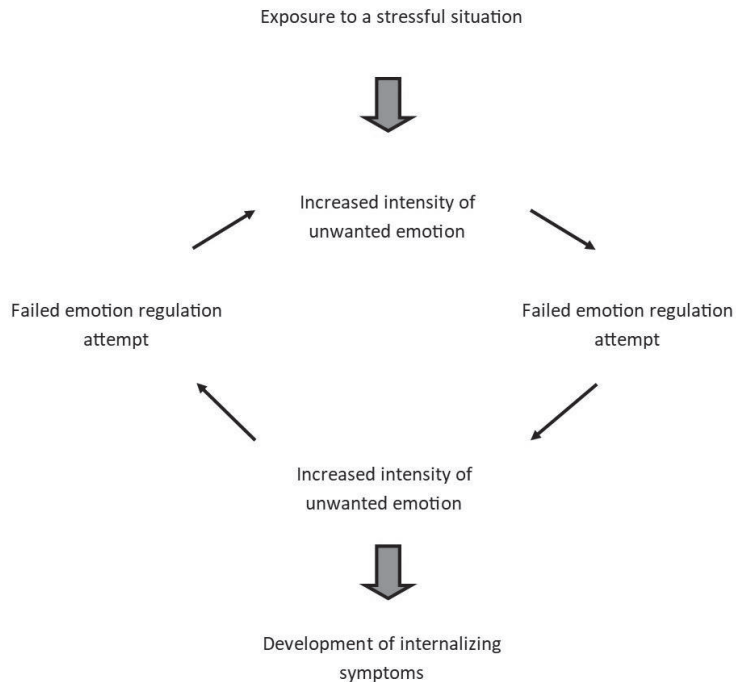 Exposure to a stressful situation
Increased intensity of
unwanted emotion
Failed emotion regulation
attempt
Failed emotion regulation
attempt
Increased intensity of
unwanted emotion
Development of internalizing
symptoms